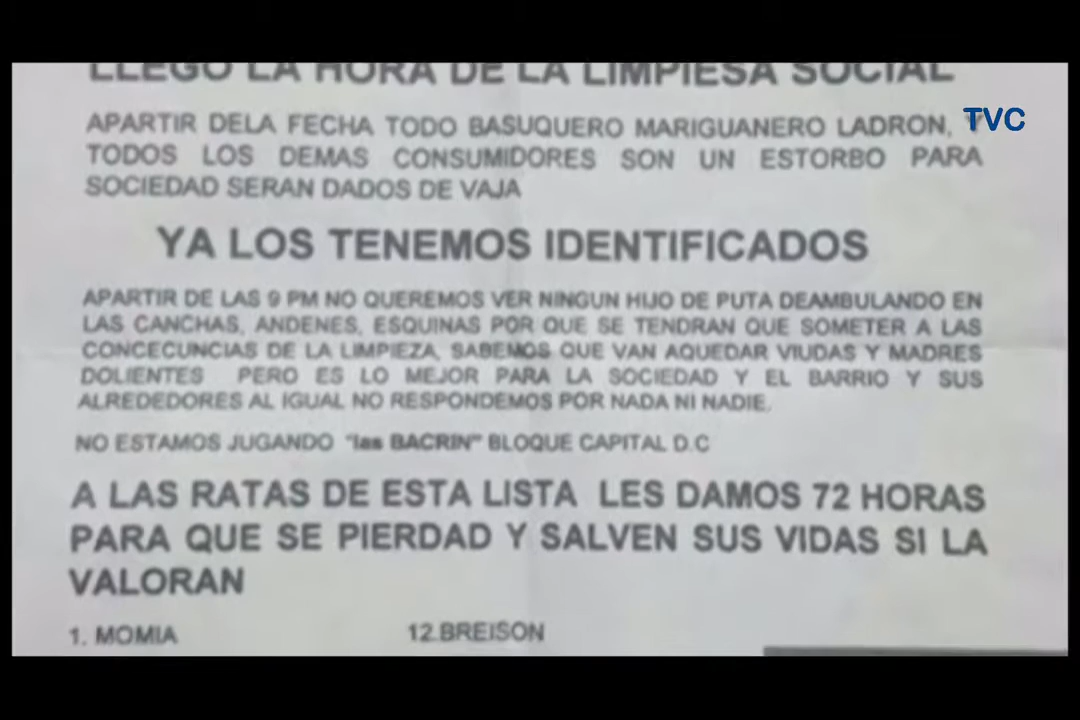 LLEGO LA HORA DE LA LIMPIESA SOCIAL
APARTIR DELA FECHA TODO BASUQUERO MARIGUANERO LADRON,
TVC
TODOS LOS DEMAS CONSUMIDORES SON UN ESTORBO PARA
SOCIEDAD SERAN DADOS DE VAJA
YA LOS TENEMOS IDENTIFICADOS
APARTIR DE LAS 9 PM NO QUEREMOS VER NINGUN HIJO DE PUTA DEAMBULANDO EN
LAS CANCHAS, ANDENES, ESQUINAS POR QUE SE TENDRAN QUE SOMETER A LAS
CONCECUNCIAS DE LA LIMPIEZA, SABEMOS QUE VAN AQUEDAR VIUDAS Y MADRES
DOLIENTES PERO ES LO MEJOR PARA LA SOCIEDAD Y EL BARRIO Y SUS
ALREDEDORES AL IGUAL NO RESPONDEMOS POR NADA NI NADIE.
NO ESTAMOS JUGANDO "las BACRIN" BLOQUE CAPITAL D.C
A LAS RATAS DE ESTA LISTA LES DAMOS 72 HORAS
PARA QUE SE PIERDAD Y SALVEN SUS VIDAS SI LA
VALORAN
1. MOMIA 12.BREISON